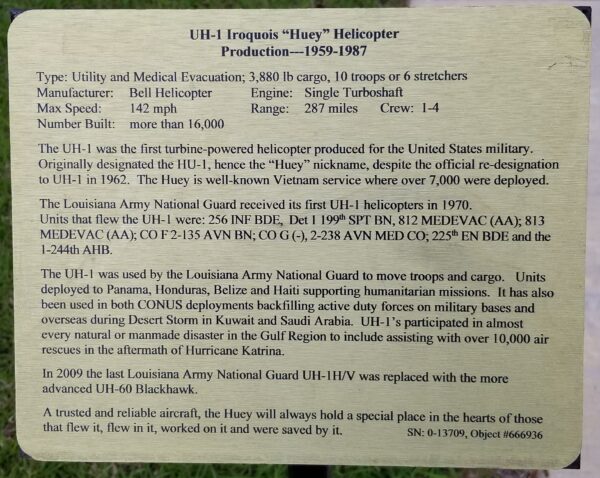 UH-1 Iroquois “Huey” Helicopter
Production---1959-1987
Type: Utility and Medical Evacuation; 3,880 lb cargo, 10 troops or 6 stretchers
Manufacturer: Bell Helicopter Engine: Single Turboshaft
Max Speed: 142 mph Range: 287 miles Crew: 1-4
Number Built: more than 16,000
The UH-1 was the first turbine-powered helicopter produced for the United States military.
Originally designated the HU-1, hence the “Huey” nickname, despite the official re-designation
to UH-1 in 1962. The Huey is well-known Vietnam service where over 7,000 were deployed.
The Louisiana Army National Guard received its first UH-1 helicopters in 1970.
Units that flew the UH-1 were: 256 INF BDE, Det 1 199th SPT BN, 812 MEDEVAC (AA); 813
MEDEVAC (AA); CO F 2-135 AVN BN; CO G (-), 2-238 AVN MED CO; 225th EN BDE and the
1-244th AHB.
The UH-1 was used by the Louisiana Army National Guard to move troops and cargo. Units
deployed to Panama, Honduras, Belize and Haiti supporting humanitarian missions. It has also
been used in both CONUS deployments backfilling active duty forces on military bases and
overseas during Desert Storm in Kuwait and Saudi Arabia. UH-1’s participated in almost
every natural or manmade disaster in the Gulf Region to include assisting with over 10,000 air
rescues in the aftermath of Hurricane Katrina.
In 2009 the last Louisiana Army National Guard UH-1H/V was replaced with the more
advanced UH-60 Blackhawk.
A trusted and reliable aircraft, the Huey will always hold a special place in the hearts of those
that flew it, flew in it, worked on it and were saved by it. SN: 0-13709, Object #666936